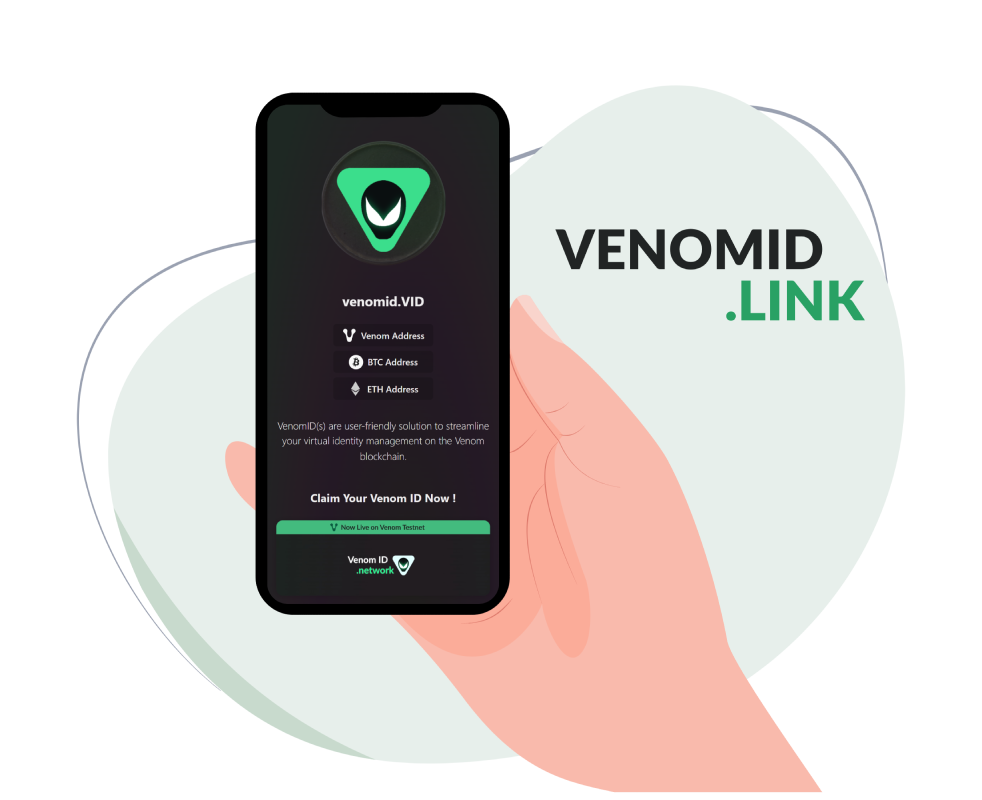 VENOMID
.LINK
venomid.VID
Venom Address
BTC Address
ETH Address
VenomID(s) are user-friendly solution to streamline
your virtual identity management on the Venom
blockchain.
Claim Your Venom ID Now !
Now Live on Venom Testnet
Venom ID
.network